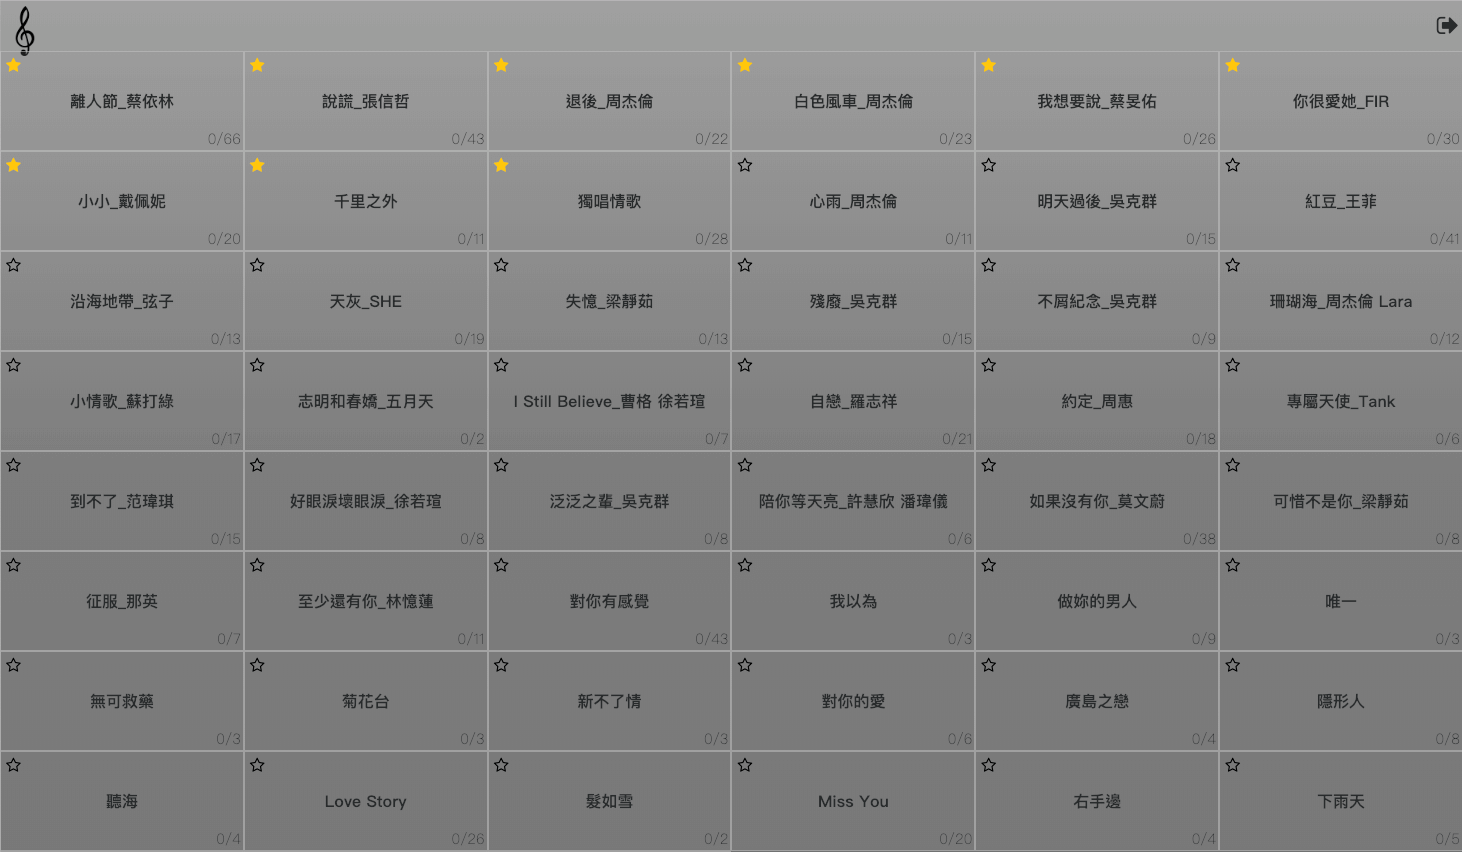 離人節_蔡依林
0/66
說謊_張信哲
0/43
退後_周杰倫
0/22
白色風車_周杰倫
0/23
我想要說_蔡旻佑
0/26
你很愛她_FIR
0/30
小小_戴佩妮
0/20
千里之外
0/11
獨唱情歌
0/28
心雨_周杰倫
0/11
明天過後_吳克群
0/15
紅豆_王菲
0/41
沿海地帶_弦子
0/13
天灰_SHE
0/19
失憶_梁靜茹
0/13
殘廢_吳克群
0/15
不屑紀念_吳克群
0/9
珊瑚海_周杰倫 Lara
0/12
小情歌_蘇打綠
0/17
志明和春嬌_五月天
0/2
I Still Believe_曹格 徐若瑄
0/7
自戀_羅志祥
0/21
約定_周惠
0/18
專屬天使_Tank
0/6
到不了_范瑋琪
0/15
好眼淚壞眼淚_徐若瑄
0/8
泛泛之輩_吳克群
0/8
陪你等天亮_許慧欣 潘瑋儀
0/6
如果沒有你_莫文蔚
0/38
可惜不是你_梁靜茹
0/8
征服_那英
0/7
至少還有你_林憶蓮
0/11
對你有感覺
0/43
我以為
0/3
做妳的男人
0/9
唯一
0/3
無可救藥
0/3
菊花台
0/3
新不了情
0/3
對你的愛
0/6
廣島之戀
0/4
隱形人
0/8
聽海
0/4
Love Story
0/26
髮如雪
0/2
Miss You
0/20
右手邊
0/4
下雨天
0/5